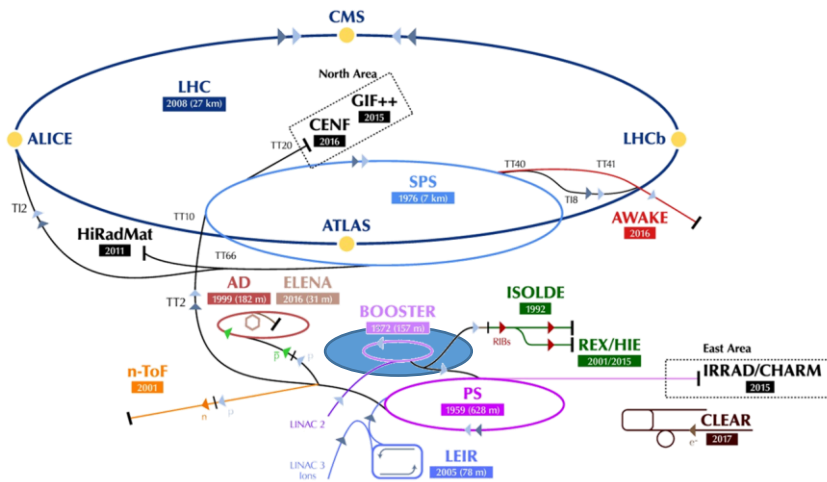 CMS
North Area
LHC
2008 (27 km)
GIF++
2015
CENF
2016
ALICE
LHCb
TT20
TT40
TT41
SPS
1976 (7 km)
TI8
TI2
TT10
ATLAS
AWAKE
2016
HiRadMat
2011
TT66
AD
1999 (182 m)
ELENA
2016 (31 m)
TT2
BOOSTER
1572 (157 m)
ISOLDE
1992
RIBs
REX/HIE
2001/2015
East Area
IRRAD/CHARM
2015
n-ToF
2001
p
p
n
p
PS
1959 (628 m)
LINAC 2
CLEAR
2017
e-
LINAC 3
Ions
LEIR
2005 (78 m)